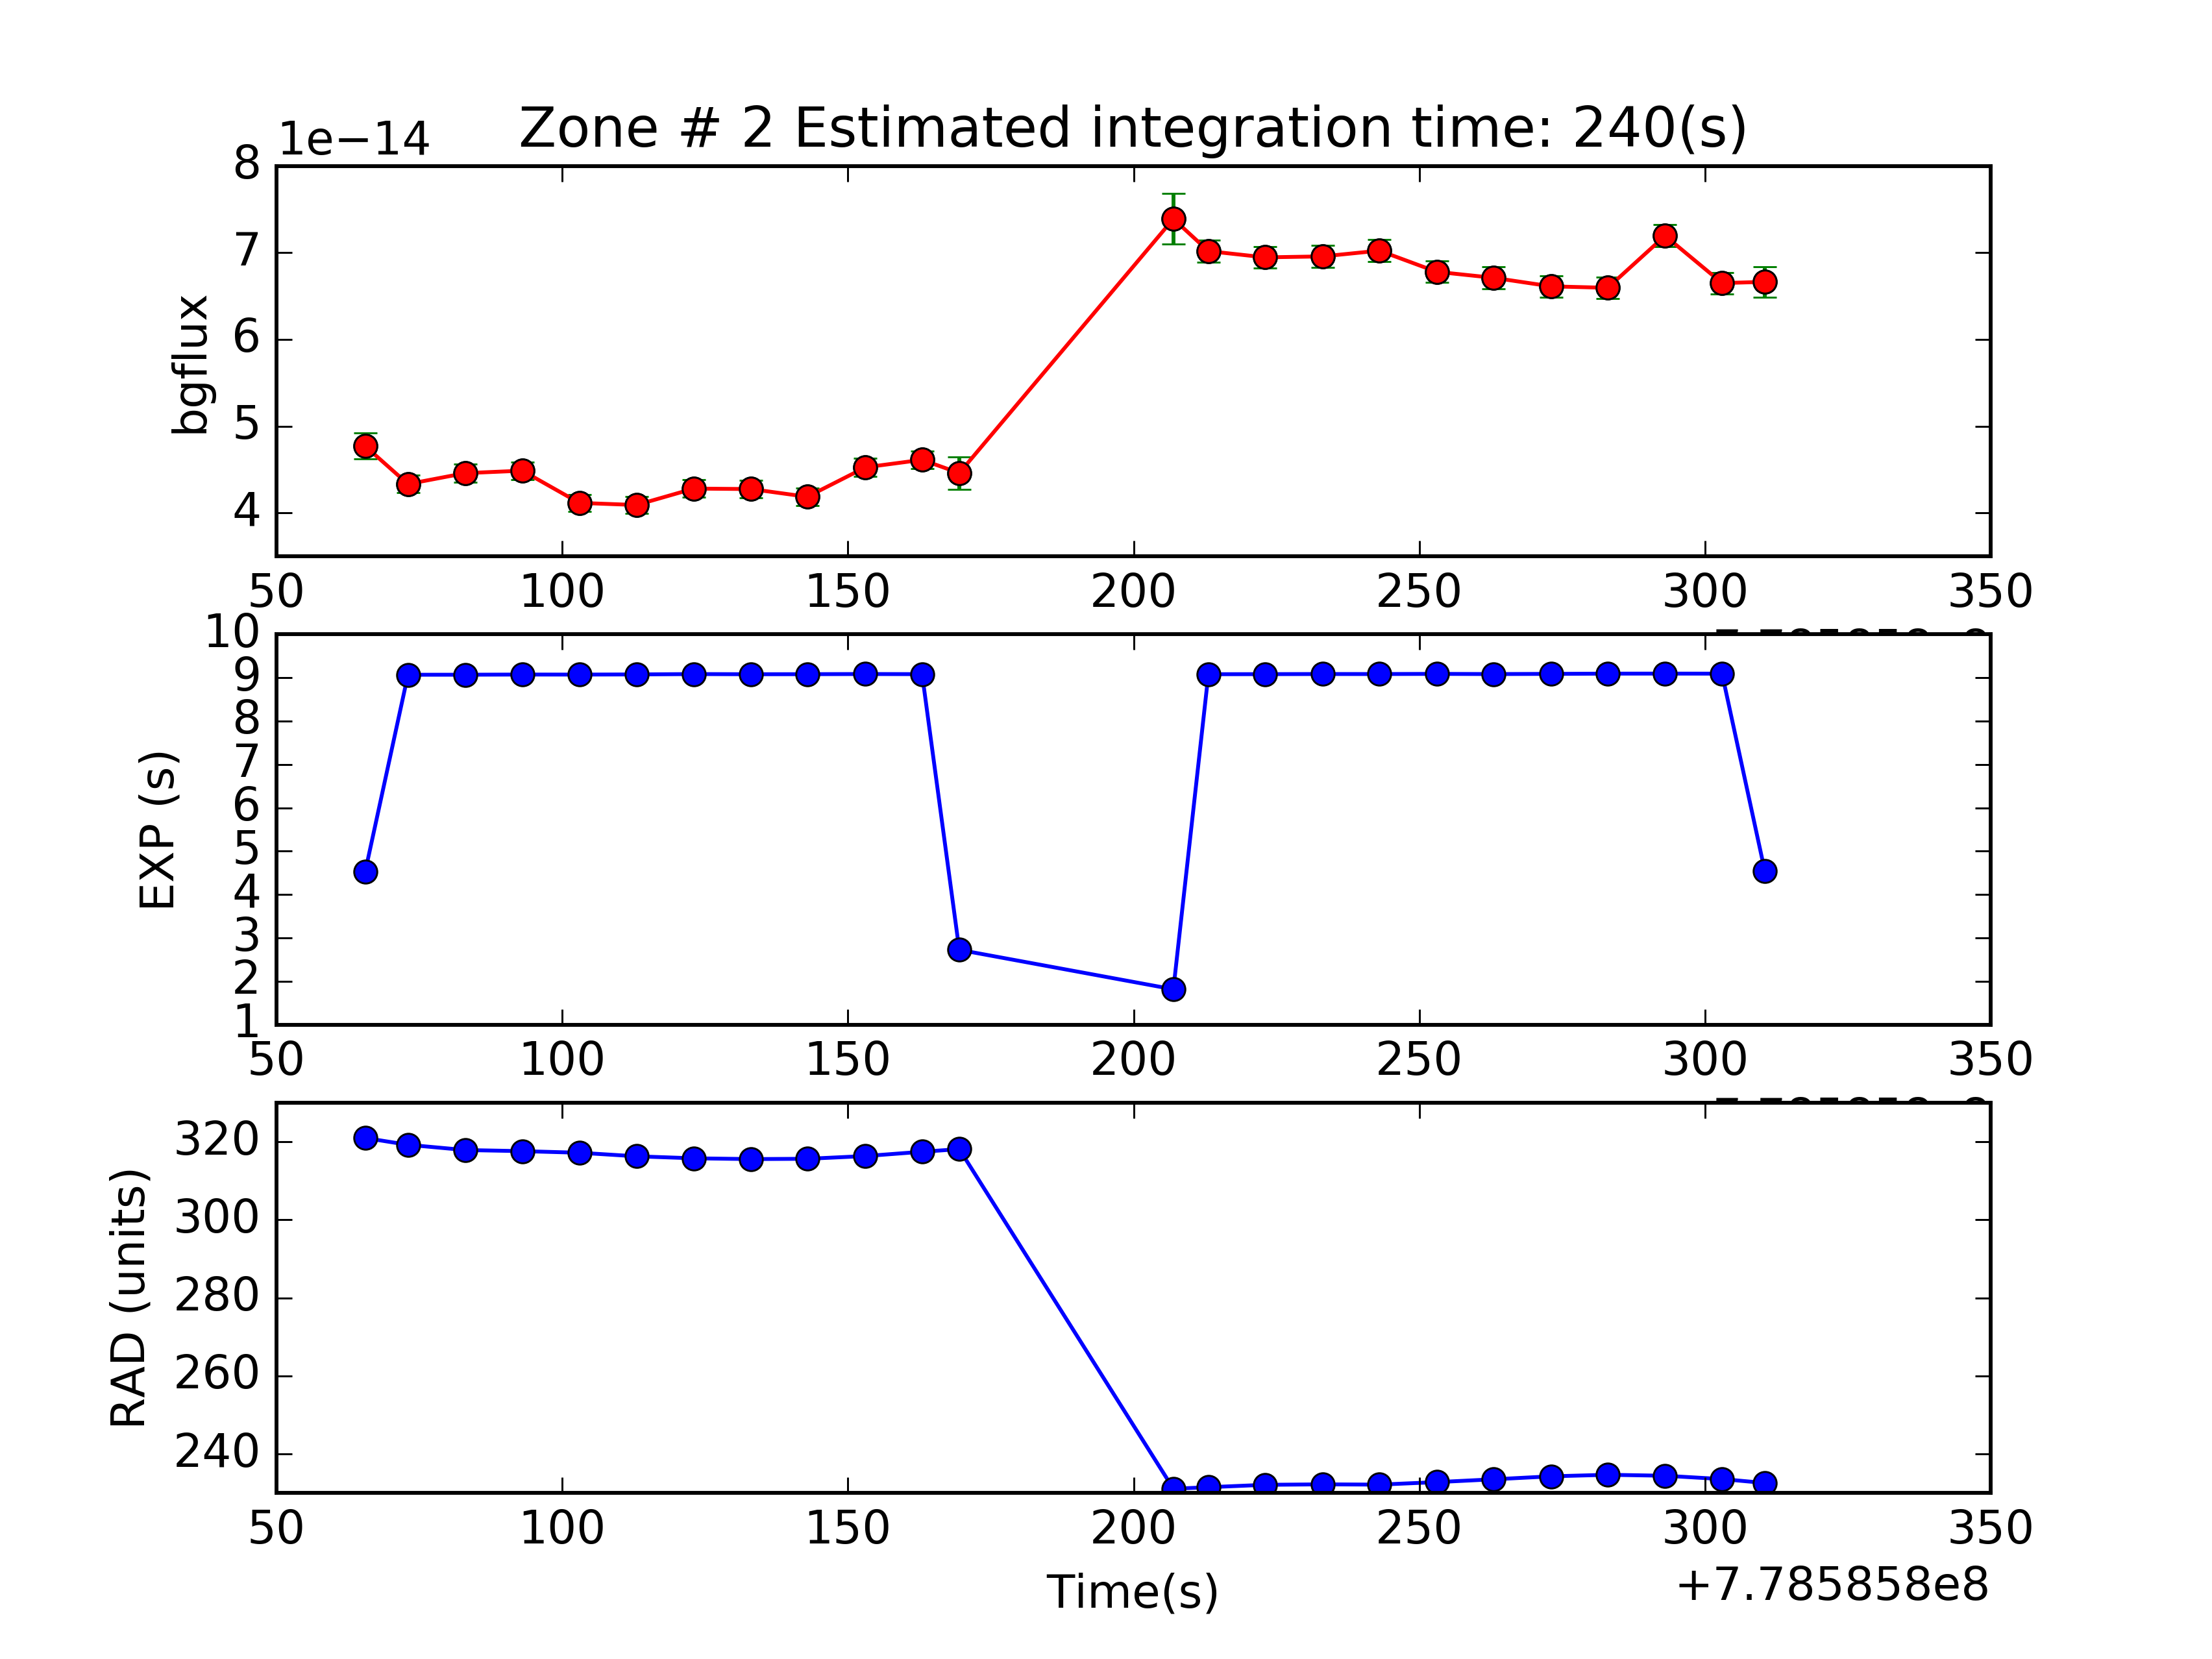 1e−14
Zone # 2 Estimated integration time: 240(s)
8
7
6
5
4
bgflux
50 100 150 200 250 300 350
10
9
8
7
6
5
4
3
2
1
EXP (s)
50 100 150 200 250 300 350
320
300
280
260
240
RAD (units)
50 100 150 200 250 300 350
Time(s)
+7.785858e8